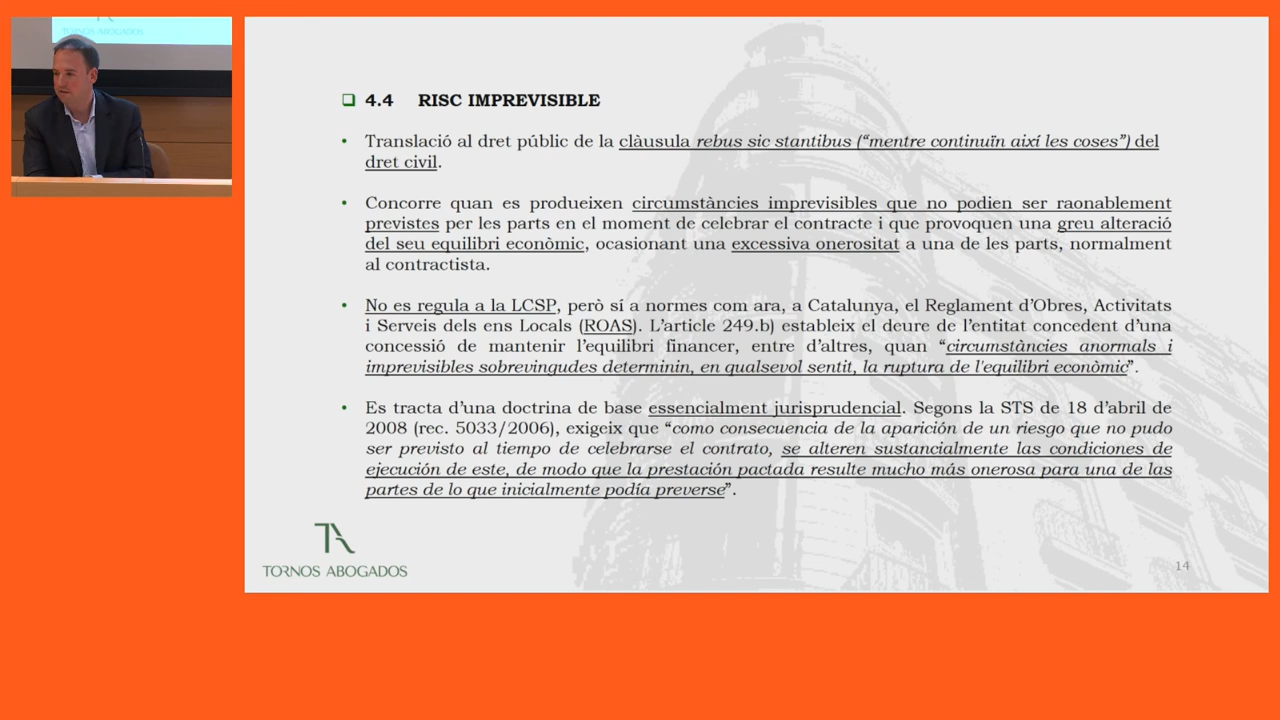 TORNOS ABOGADOS
4.4 RISC IMPREVISIBLE
• Translació al dret públic de la clàusula rebus sic stantibus (“mentre continuïn així les coses”) del
dret civil.
• Concorre quan es produeixen circumstàncies imprevisibles que no podien ser raonablement
previstes per les parts en el moment de celebrar el contracte i que provoquen una greu alteració
del seu equilibri econòmic, ocasionant una excessiva onerositat a una de les parts, normalment
al contractista.
• No es regula a la LCSP, però sí a normes com ara, a Catalunya, el Reglament d’Obres, Activitats
i Serveis dels ens Locals (ROAS). L’article 249.b) estableix el deure de l’entitat concedent d’una
concessió de mantenir l’equilibri financer, entre d’altres, quan “circumstàncies anormals i
imprevisibles sobrevingudes determinin, en qualsevol sentit, la ruptura de l'equilibri econòmic”.
• Es tracta d’una doctrina de base essencialment jurisprudencial. Segons la STS de 18 d’abril de
2008 (rec. 5033/2006), exigeix que “como consecuencia de la aparición de un riesgo que no pudo
ser previsto al tiempo de celebrarse el contrato, se alteren sustancialmente las condiciones de
ejecución de este, de modo que la prestación pactada resulte mucho más onerosa para una de las
partes de lo que inicialmente podía preverse”.
TA
TORNOS ABOGADOS
14